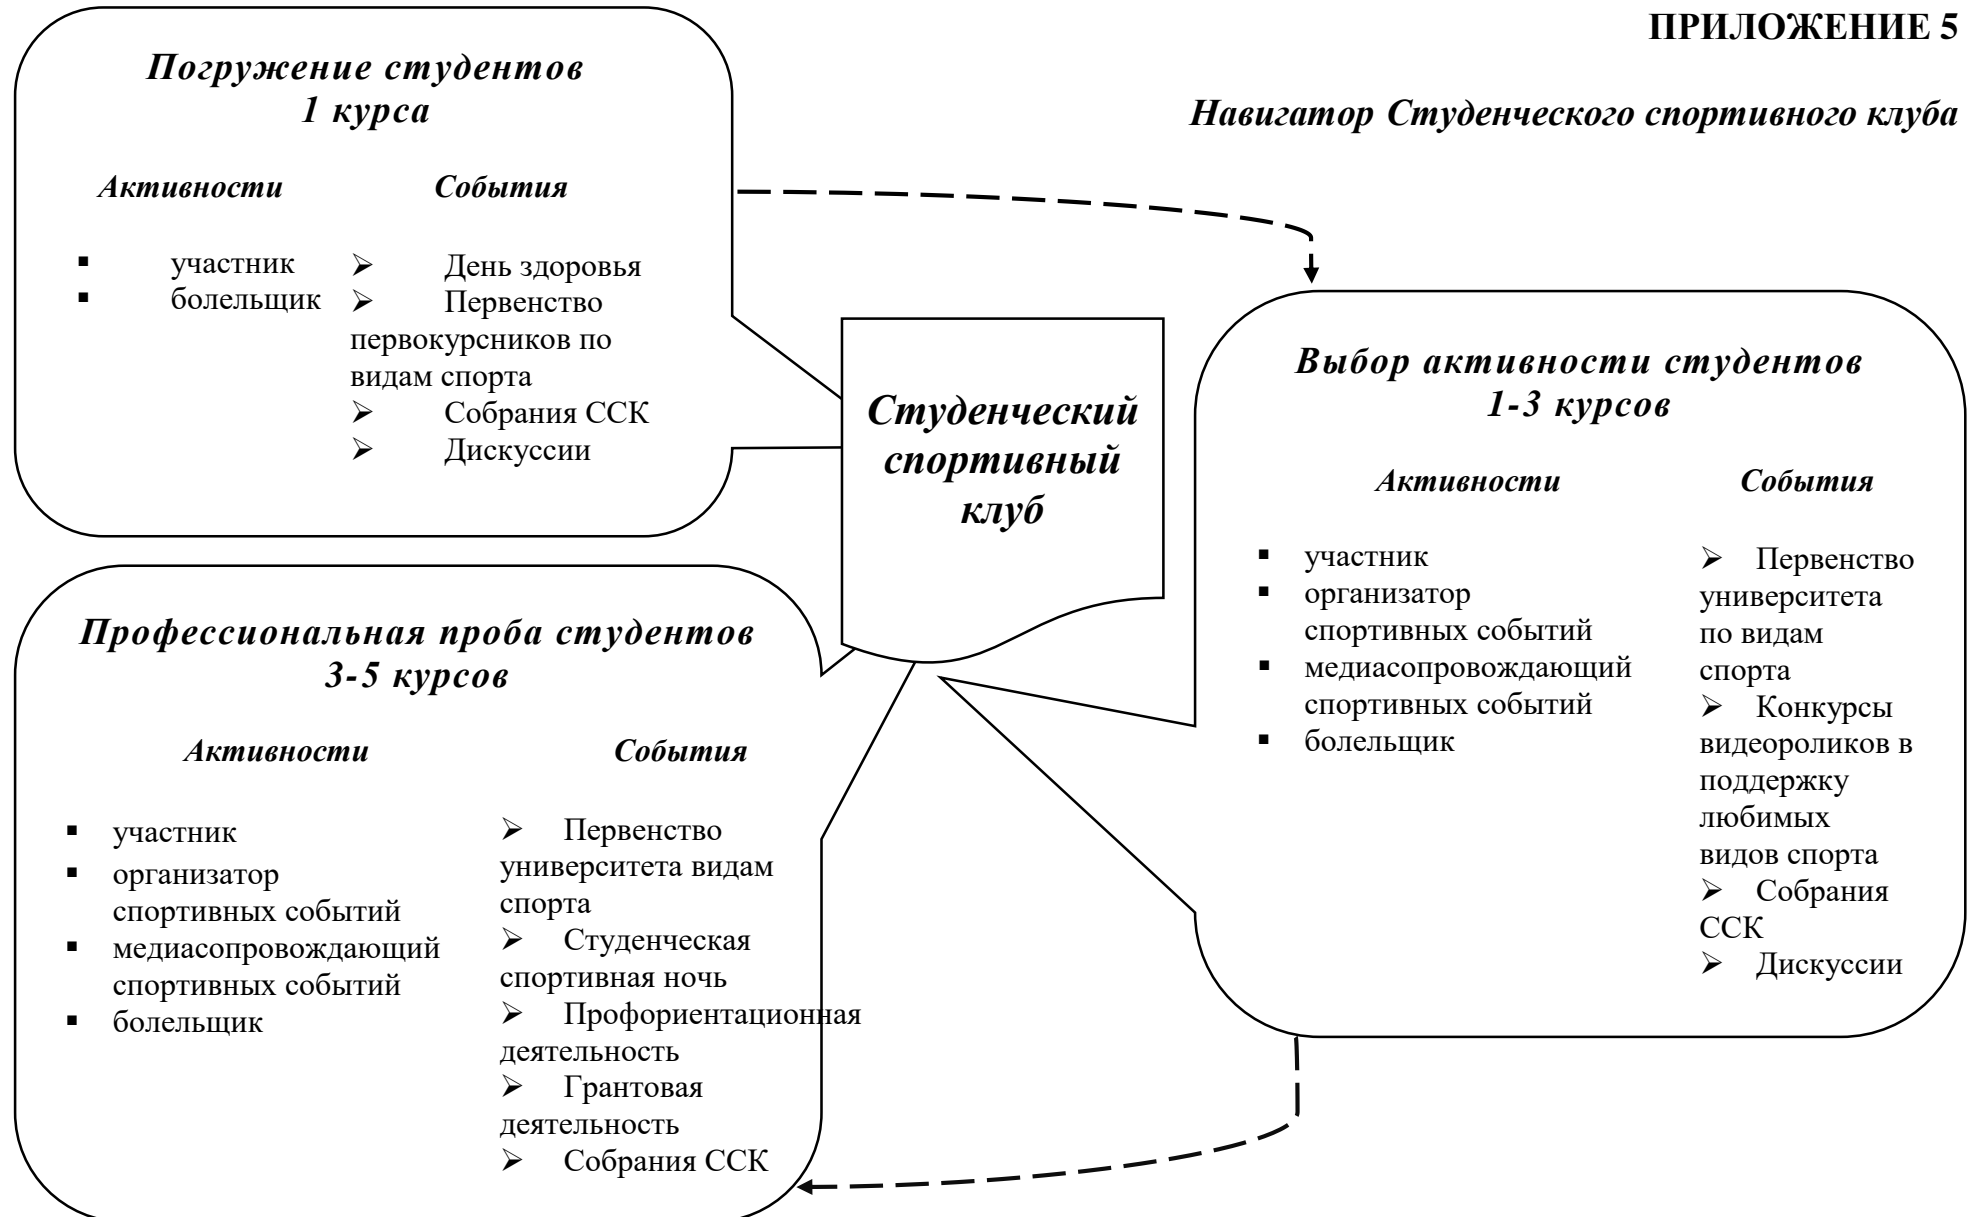 ПРИЛОЖЕНИЕ 5
Навигатор Студенческого спортивного клуба
Погружение студентов
1 курса
Активности
▪ участник
▪ болельщик
События
➢ День здоровья
➢ Первенство
первокурсников по
видам спорта
➢ Собрания ССК
➢ Дискуссии
Студенческий
спортивный
клуб
Выбор активности студентов
1-3 курсов
Активности
▪ участник
▪ организатор
спортивных событий
▪ медиасопровождающий
спортивных событий
▪ болельщик
События
➢ Первенство
университета
по видам
спорта
➢ Конкурсы
видеороликов в
поддержку
любимых
видов спорта
➢ Собрания
ССК
➢ Дискуссии
Профессиональная проба студентов
3-5 курсов
Активности
▪ участник
▪ организатор
спортивных событий
▪ медиасопровождающий
спортивных событий
▪ болельщик
События
➢ Первенство
университета видам
спорта
➢ Студенческая
спортивная ночь
➢ Профориентационная
деятельность
➢ Грантовая
деятельность
➢ Собрания ССК